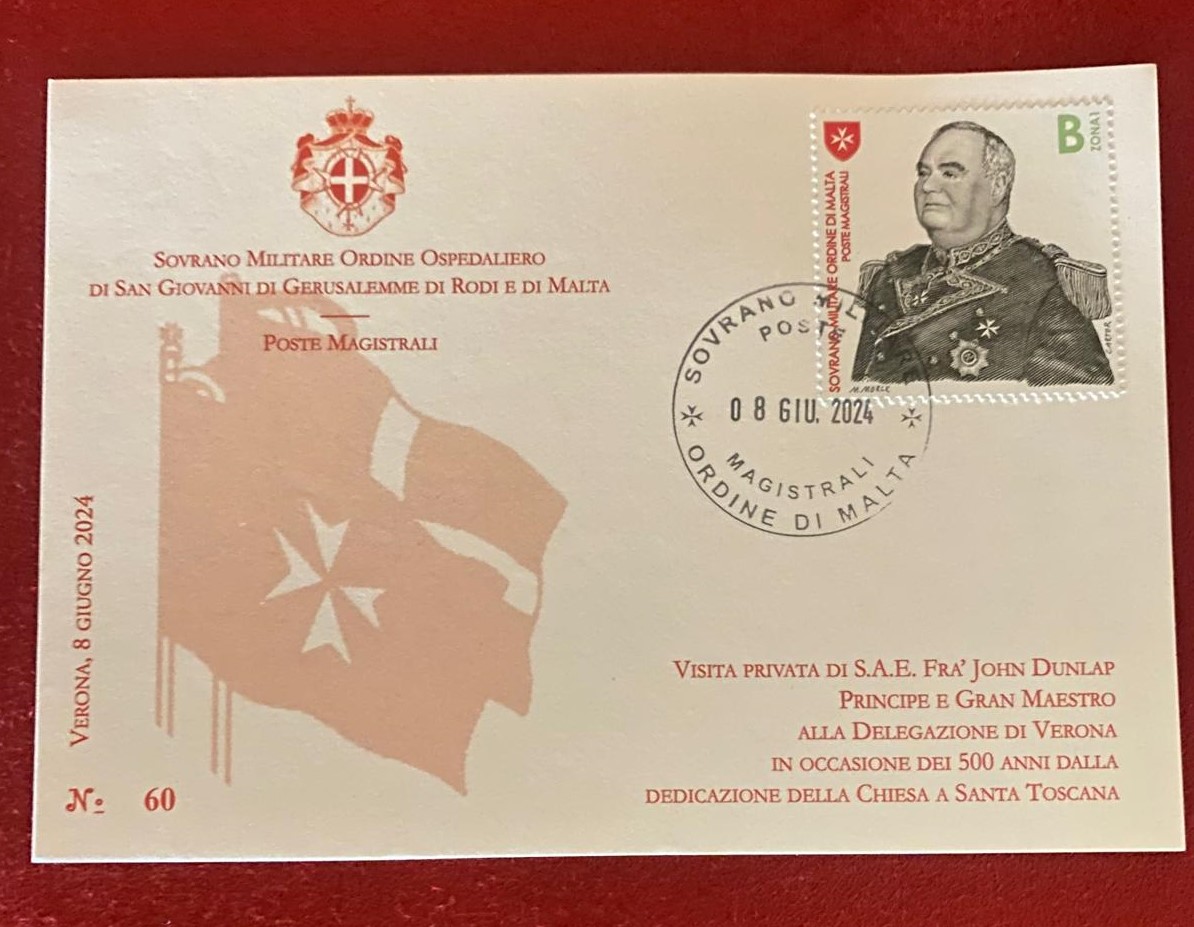 Sovrano Militare Ordine Ospedaliero
di San Giovanni di Gerusalemme di Rodi e di Malta
Poste Magistrali
B
ZONA 1
SOVRANO MILITARE ORDINE DI MALTA
POSTE MAGISTRALI
M. MORCK
CARTOR
SOVRANO MILITARE
POSTE
08 GIU. 2024
MAGISTRALI
ORDINE DI MALTA
Verona, 8 giugno 2024
No 60
Visita privata di S.A.E. Fra’ John Dunlap
Principe e Gran Maestro
alla Delegazione di Verona
in occasione dei 500 anni dalla
dedicazione della Chiesa a Santa Toscana